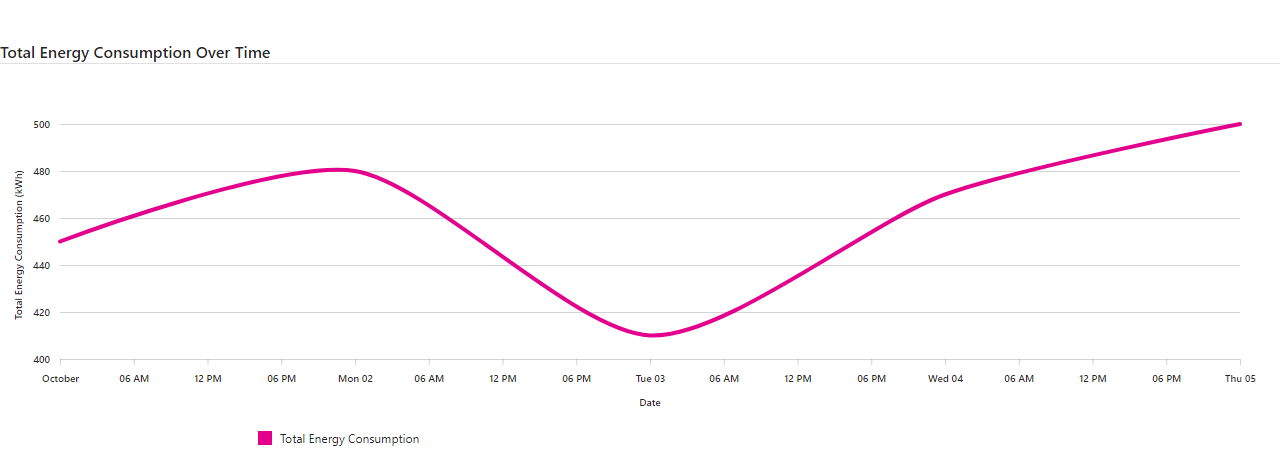 Total Energy Consumption Over Time
Total Energy Consumption (kWh)
500
480
460
440
420
400
October 06 AM 12 PM 06 PM Mon 02 06 AM 12 PM 06 PM Tue 03 06 AM 12 PM 06 PM Wed 04 06 AM 12 PM 06 PM Thu 05
Date
Total Energy Consumption